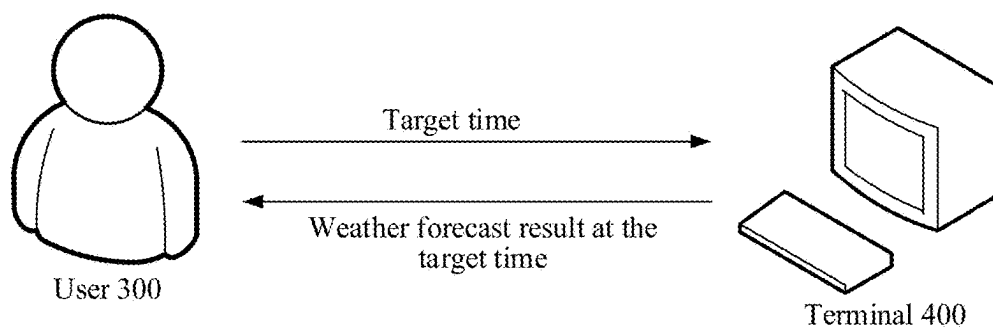 Target time
Weather forecast result at the
target time
User 300
Terminal 400